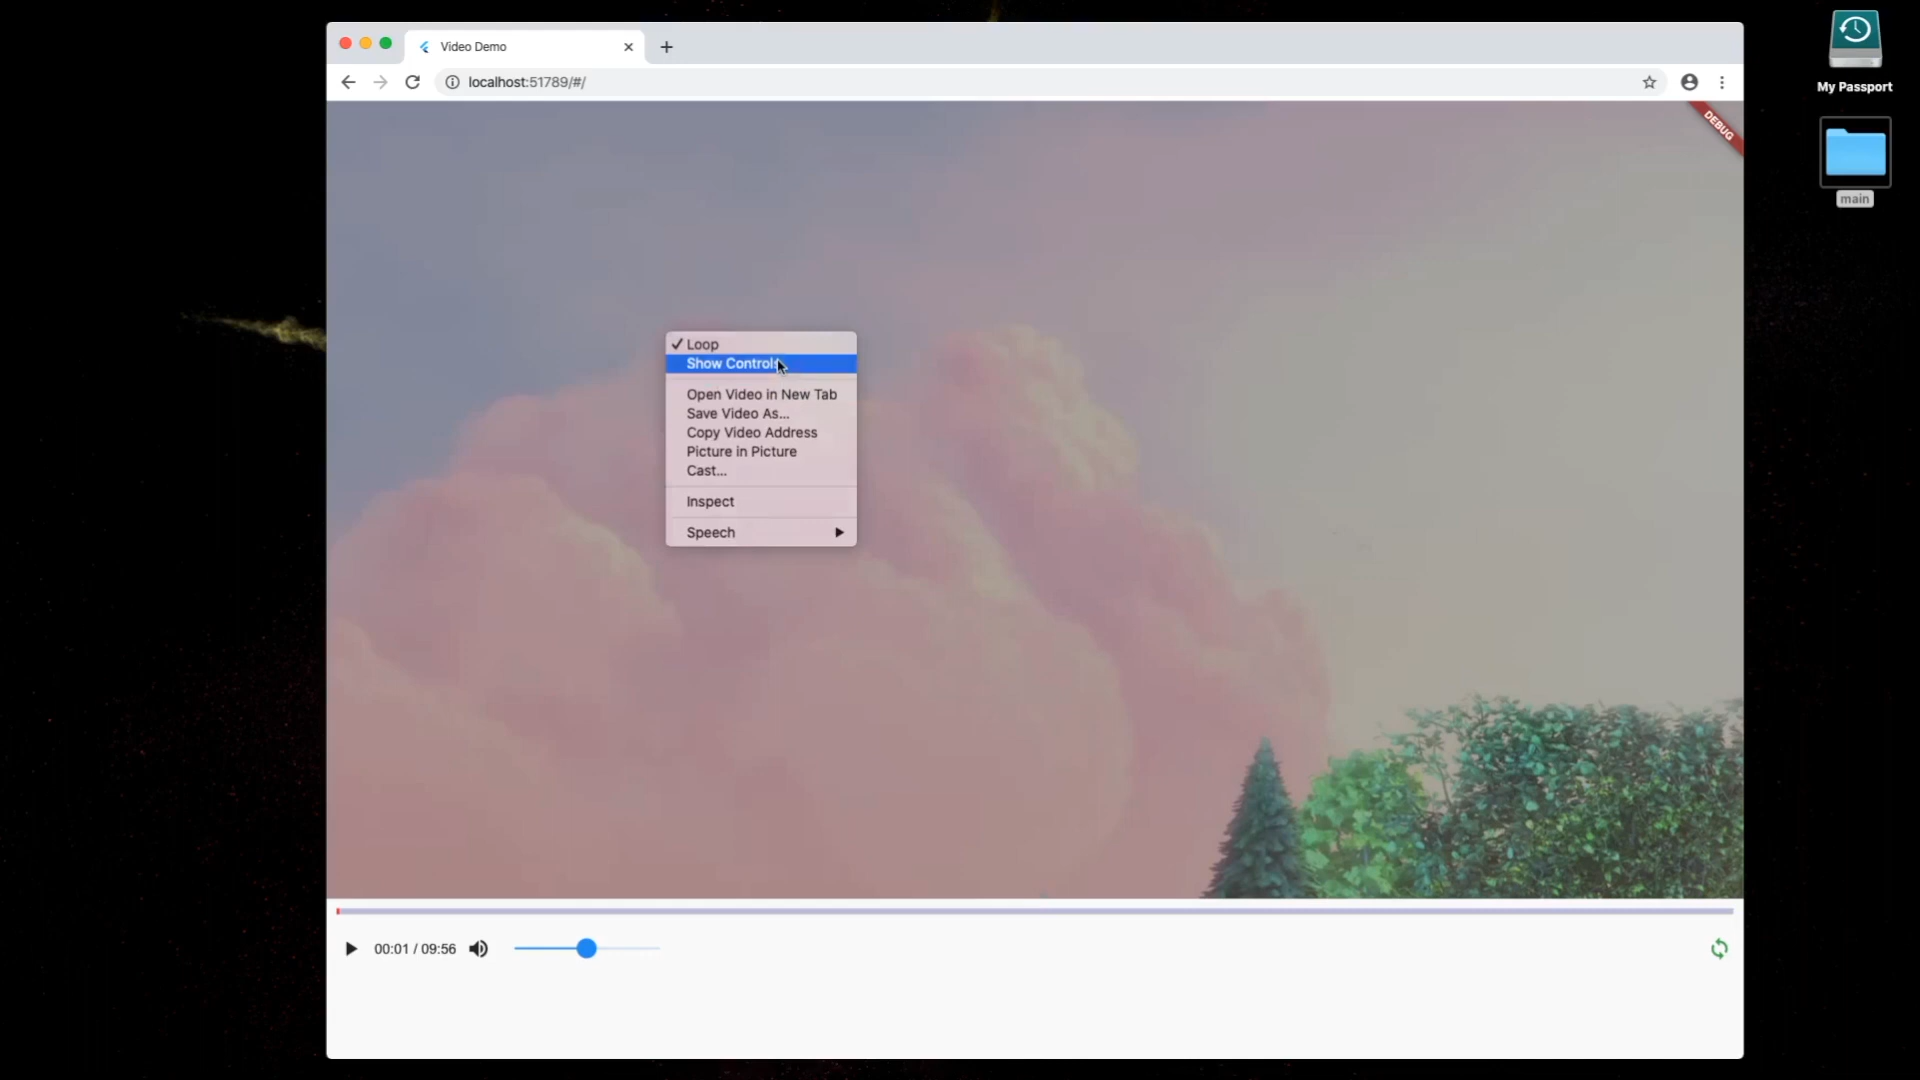 Video Demo
localhost:51789/#/
DEBUG
My Passport
main
Loop
Show Controls
Open Video in New Tab
Save Video As...
Copy Video Address
Picture in Picture
Cast...
Inspect
Speech
00:01 / 09:56